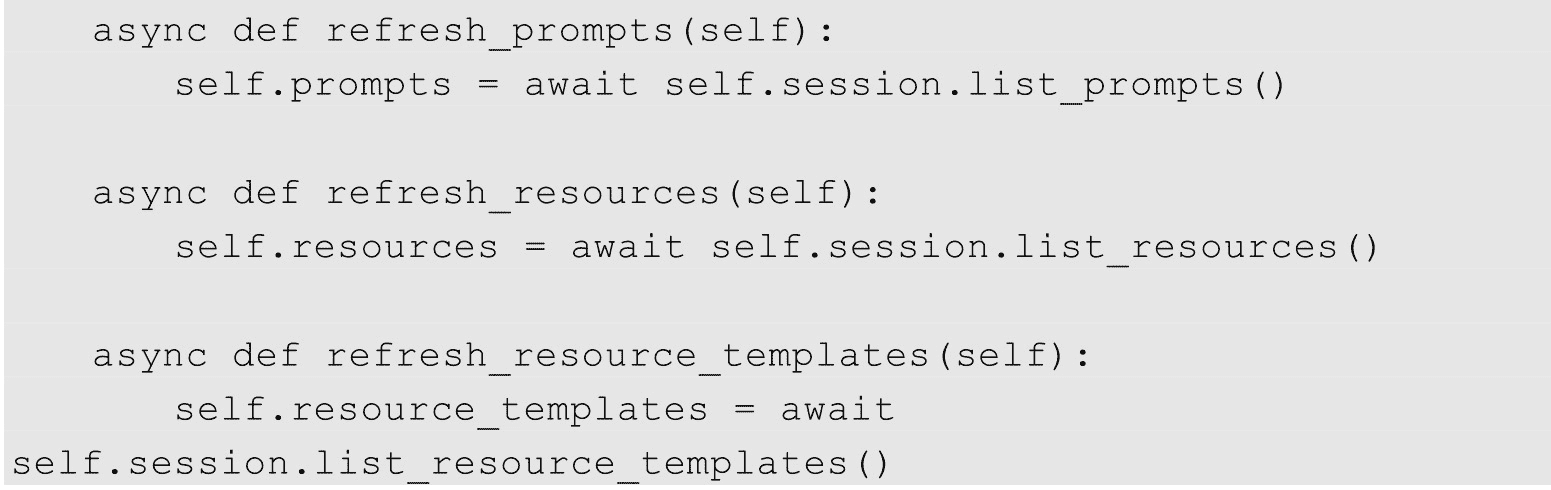 async def refresh_prompts(self):
self.prompts = await self.session.list_prompts()
async def refresh_resources(self):
self.resources = await self.session.list_resources()
async def refresh_resource_templates(self):
self.resource_templates = await
self.session.list_resource_templates()